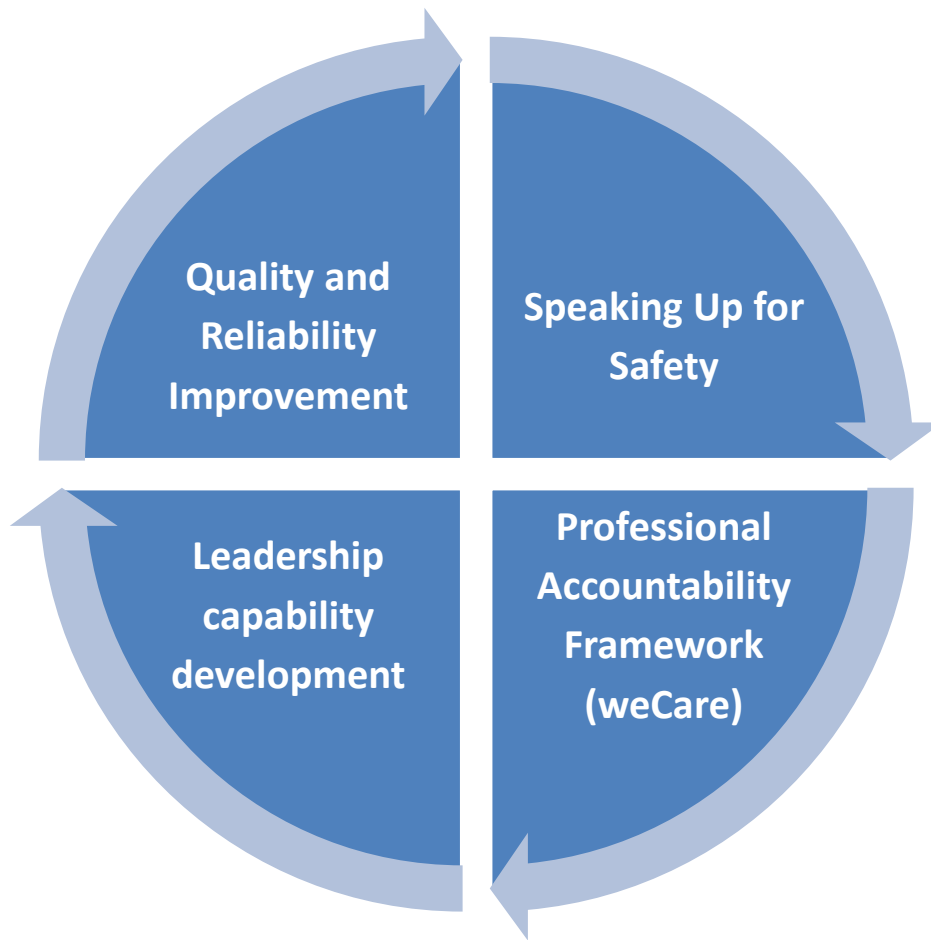 Quality and
Reliability
Improvement
Speaking Up for
Safety
Leadership
capability
development
Professional
Accountability
Framework
(weCare)